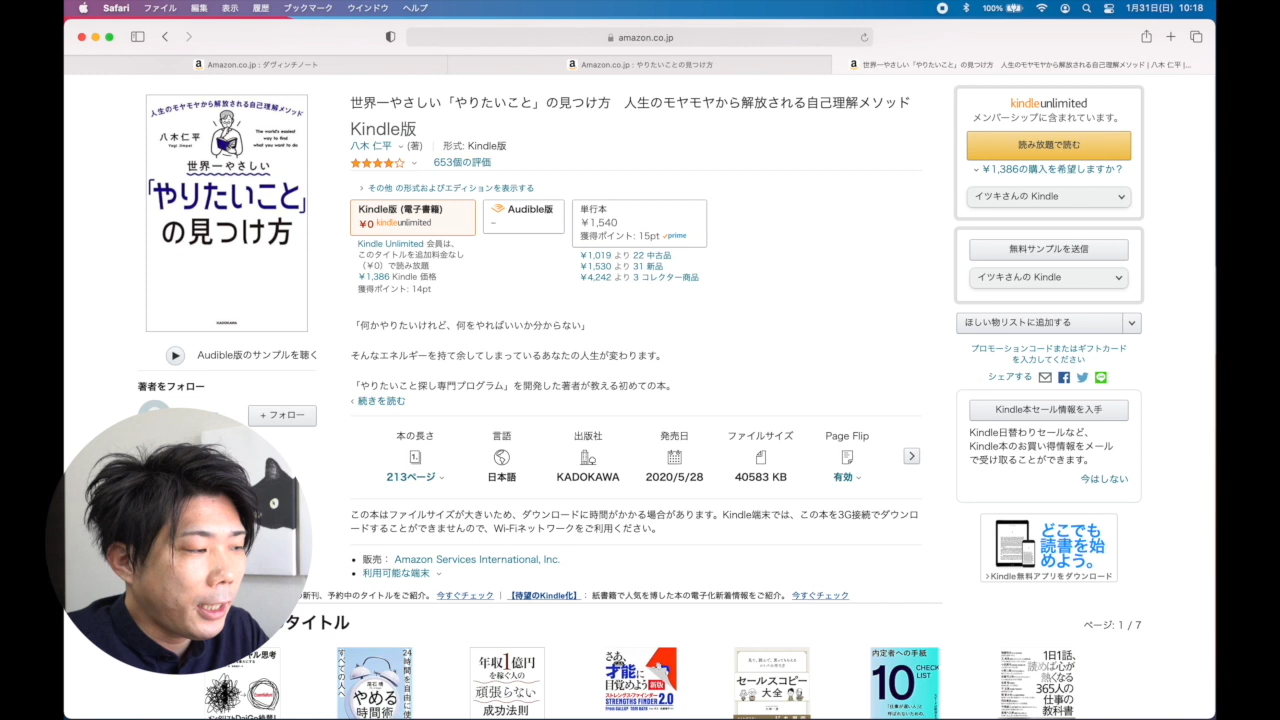 Safari ファイル 編集 表示 履歴 ブックマーク ウインドウ ヘルプ 100% 1月31日(日) 10:18
amazon.co.jp
Amazon.co.jp : ダヴィンチノート
Amazon.co.jp : やりたいことの見つけ方
世界一やさしい「やりたいこと」の見つけ方 人生のモヤモヤから解放される自己理解メソッド | 八木 仁平 |...
人生のモヤモヤから解放される自己理解メソッド
八木仁平
Yagi Jimpei
The world's easiest
way to find
what you want to do
世界一やさしい
「やりたいこと」
の見つけ方
KADOKAWA
Audible版のサンプルを聴く
著者をフォロー
+ フォロー
世界一やさしい「やりたいこと」の見つけ方 人生のモヤモヤから解放される自己理解メソッド
Kindle版
八木 仁平 (著) 形式: Kindle版
653個の評価
その他 の形式およびエディションを表示する
Kindle版 (電子書籍)
¥0 kindleunlimited
Audible版
–
単行本
¥1,540
獲得ポイント: 15pt prime
Kindle Unlimited 会員は、
このタイトルを追加料金なし
(¥0) で読み放題
¥1,386 Kindle 価格
獲得ポイント: 14pt
¥1,019 より 22 中古品
¥1,530 より 31 新品
¥4,242 より 3 コレクター商品
「何かやりたいけれど、何をやればいいか分からない」
そんなエネルギーを持て余してしまっているあなたの人生が変わります。
「やりたいこと探し専門プログラム」を開発した著者が教える初めての本。
続きを読む
本の長さ 言語 出版社 発売日 ファイルサイズ Page Flip
213ページ 日本語 KADOKAWA 2020/5/28 40583 KB 有効
この本はファイルサイズが大きいため、ダウンロードに時間がかかる場合があります。Kindle端末では、この本を3G接続でダウンロ
ードすることができませんので、Wi-Fiネットワークをご利用ください。
販売: Amazon Services International, Inc.
利用可能な端末
新刊、予約中のタイトルをご紹介。 今すぐチェック | 【待望のKindle化】: 紙書籍で人気を博した本の電子化新着情報をご紹介。 今すぐチェック
タイトル
ページ: 1 / 7
kindleunlimited
メンバーシップに含まれています。
読み放題で読む
¥1,386の購入を希望しますか?
イツキさんの Kindle
無料サンプルを送信
イツキさんの Kindle
ほしい物リストに追加する
プロモーションコードまたはギフトカード
を入力してください
シェアする
Kindle本セール情報を入手
Kindle日替わりセールなど、
Kindle本のお買い得情報をメール
で受け取ることができます。
今はしない
どこでも
読書を始
めよう。
>Kindle無料アプリをダウンロード
24時間を自由に
やめる
時間術
年収1億円
を稼ぐ人の
頑張らない
成功法則
さあ、
才能に
目覚めよう 新版
ストレングス・ファインダー
STRENGTHS FINDER 2.0
セールスコピー
大全
内定者への手紙
10 CHECK
LIST
1日1話、
読めば心が
熱くなる
365人の
仕事の
教科書